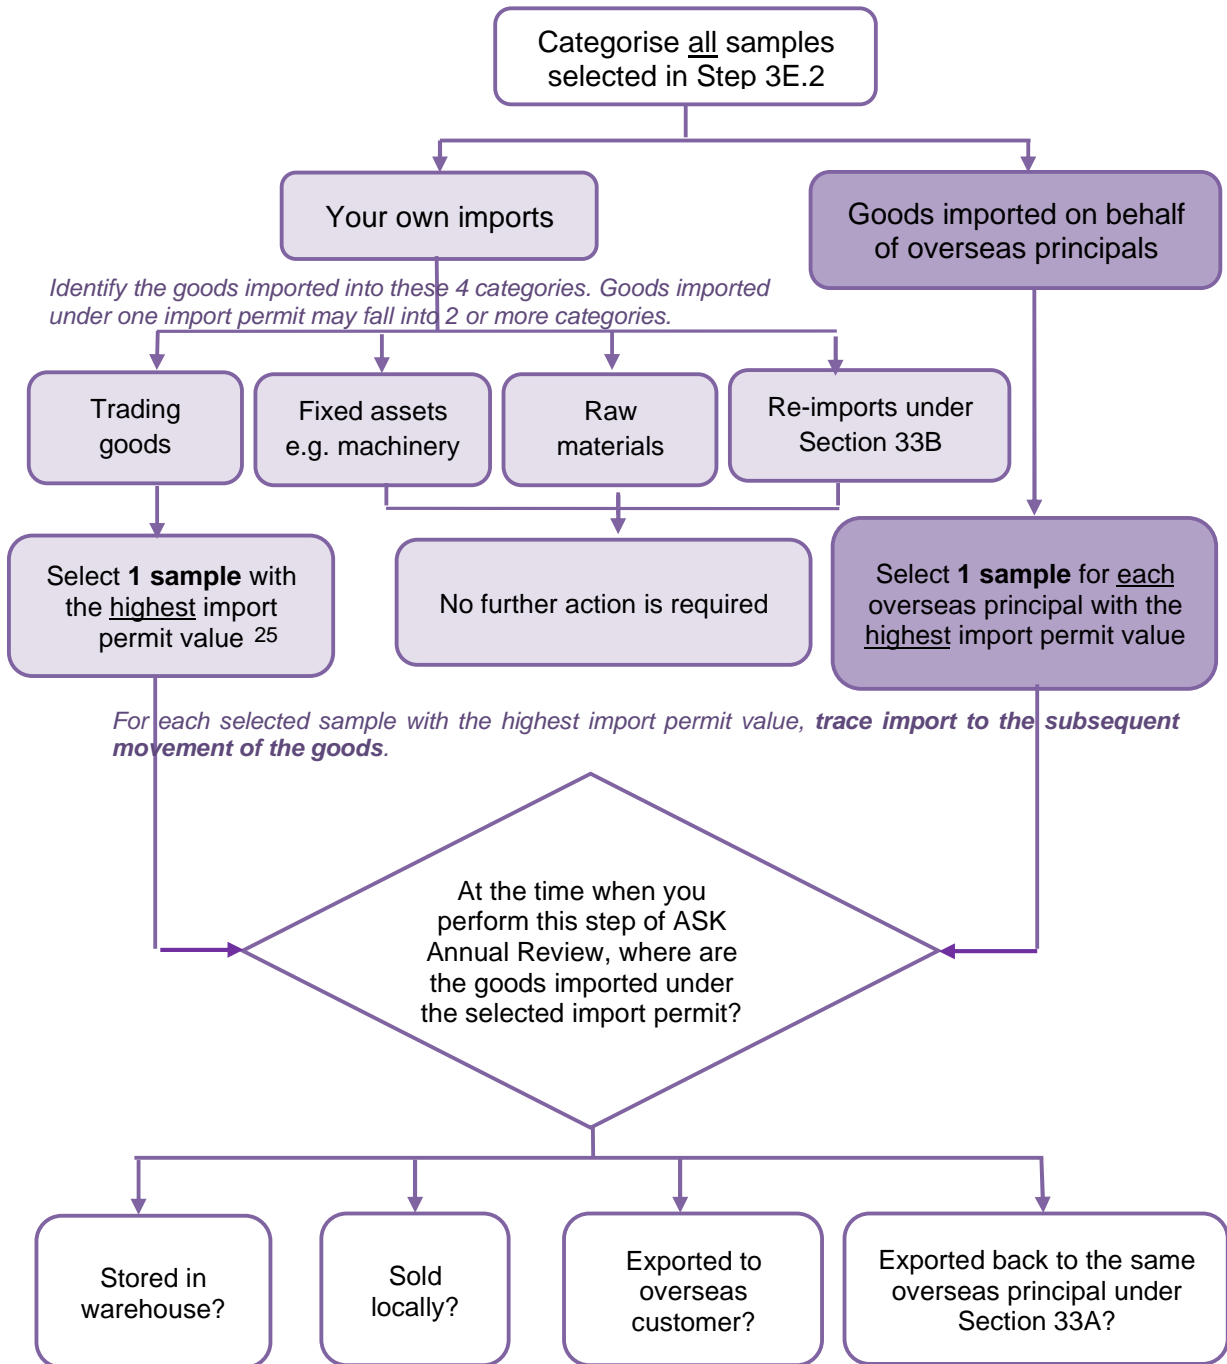 Categorise all samples
selected in Step 3E.2
Your own imports
Goods imported on behalf
of overseas principals
Identify the goods imported into these 4 categories. Goods imported
under one import permit may fall into 2 or more categories.
Trading
goods
Fixed assets
e.g. machinery
Raw
materials
Re-imports under
Section 33B
Select 1 sample with
the highest import
permit value 25
No further action is required
Select 1 sample for each
overseas principal with the
highest import permit value
For each selected sample with the highest import permit value, trace import to the subsequent
movement of the goods.
At the time when you
perform this step of ASK
Annual Review, where are
the goods imported under
the selected import permit?
Stored in
warehouse?
Sold
locally?
Exported to
overseas
customer?
Exported back to the same
overseas principal under
Section 33A?